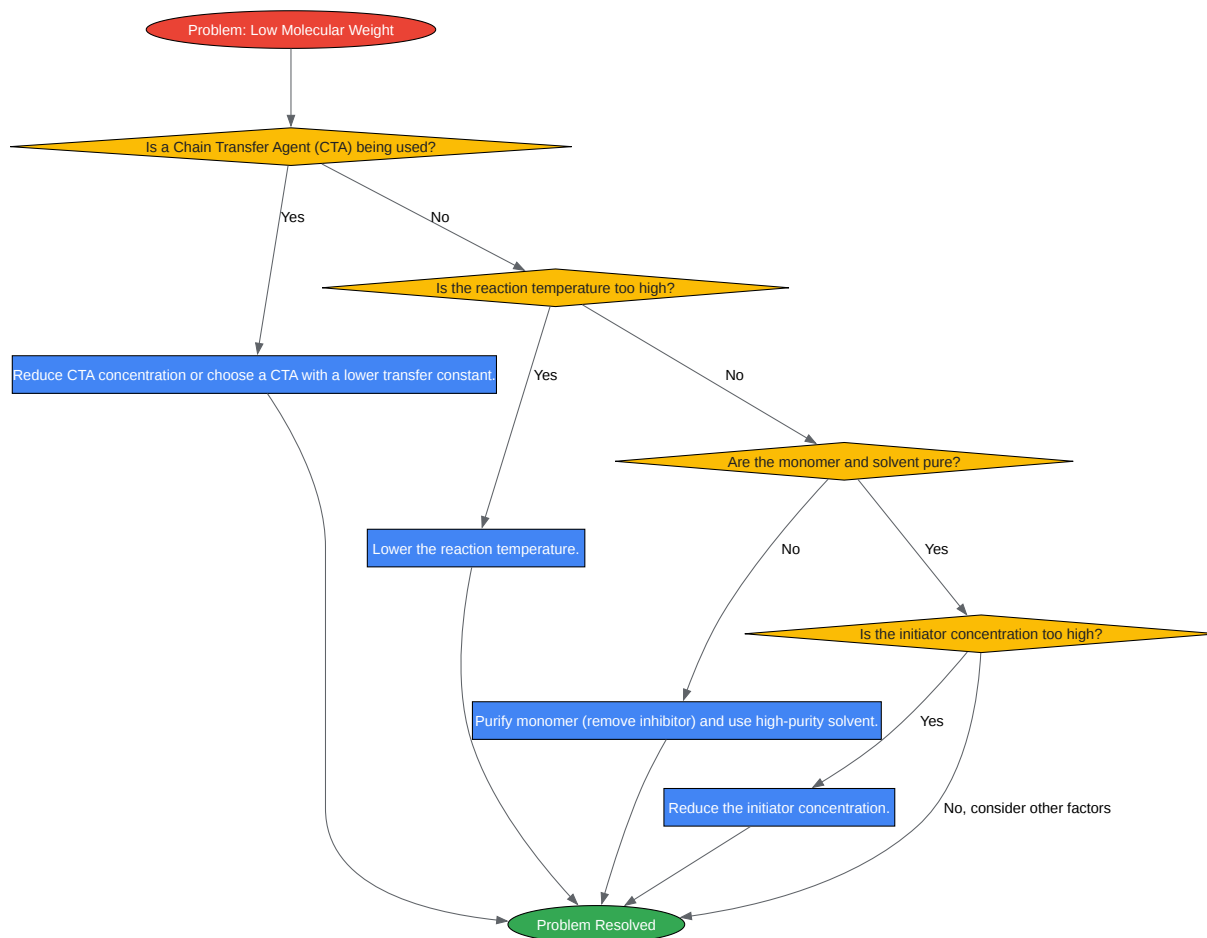 Problem: Low Molecular Weight
Is a Chain Transfer Agent (CTA) being used?
Yes
No
Is the reaction temperature too high?
Reduce CTA concentration or choose a CTA with a lower transfer constant.
Yes
No
Are the monomer and solvent pure?
Lower the reaction temperature.
No
Yes
Is the initiator concentration too high?
Purify monomer (remove inhibitor) and use high-purity solvent.
Yes
Reduce the initiator concentration.
No, consider other factors
Problem Resolved